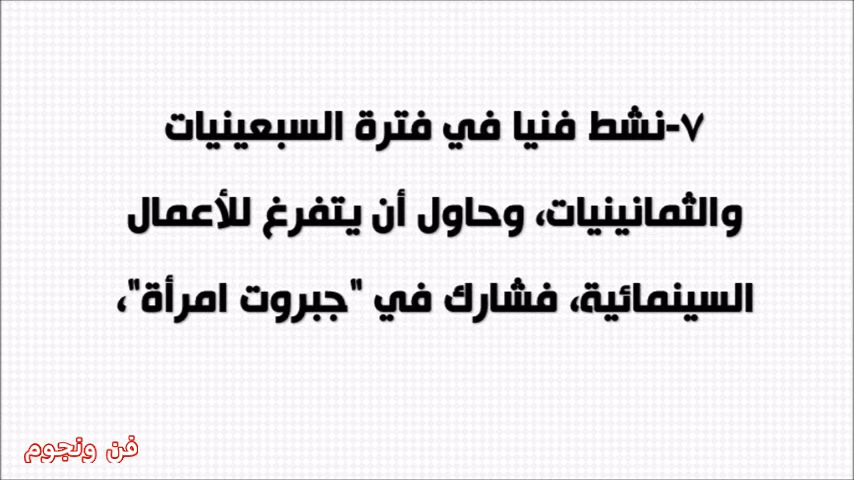 ٧-نشط فنيا في فترة السبعينيات
والثمانينيات، وحاول أن يتفرغ للأعمال
السينمائية، فشارك في "جبروت امرأة"،
فن ونجوم